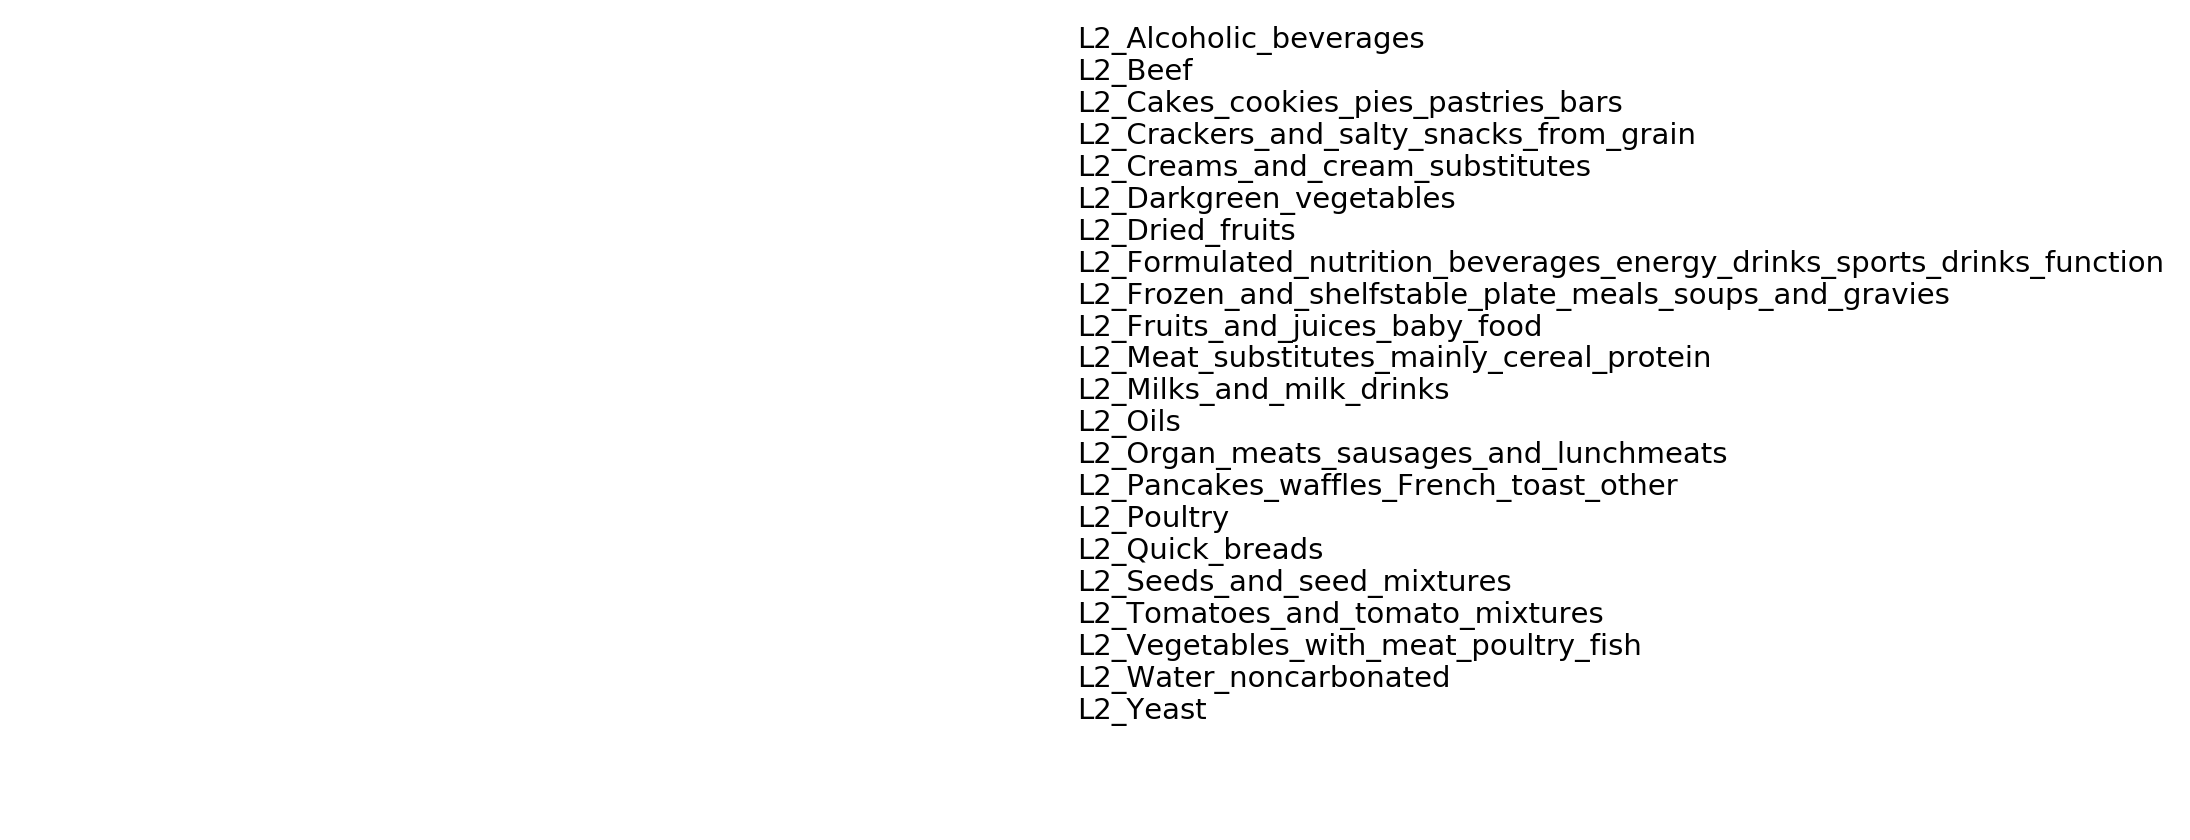 L2_Alcoholic_beverages
L2_Beef
L2_Cakes_cookies_pies_pastries_bars
L2_Crackers_and_salty_snacks_from_grain
L2_Creams_and_cream_substitutes
L2_Darkgreen_vegetables
L2_Dried_fruits
L2_Formulated_nutrition_beverages_energy_drinks_sports_drinks_function
L2_Frozen_and_shelfstable_plate_meals_soups_and_gravies
L2_Fruits_and_juices_baby_food
L2_Meat_substitutes_mainly_cereal_protein
L2_Milks_and_milk_drinks
L2_Oils
L2_Organ_meats_sausages_and_lunchmeats
L2_Pancakes_waffles_French_toast_other
L2_Poultry
L2_Quick_breads
L2_Seeds_and_seed_mixtures
L2_Tomatoes_and_tomato_mixtures
L2_Vegetables_with_meat_poultry_fish
L2_Water_noncarbonated
L2_Yeast